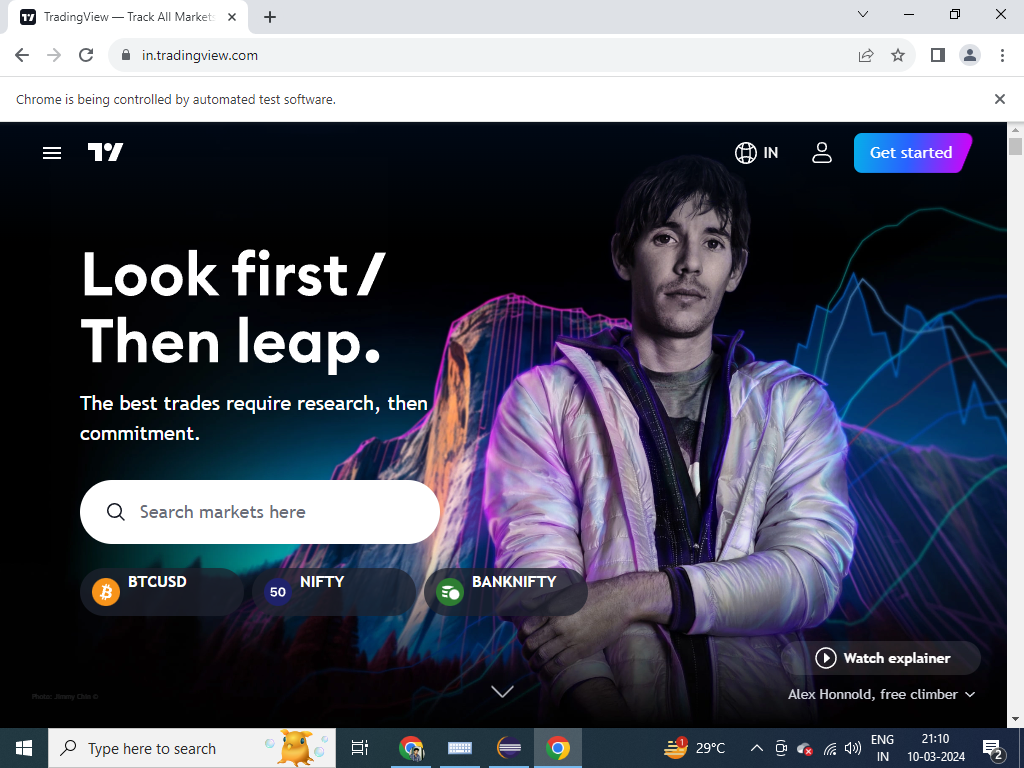 TradingView — Track All Markets
in.tradingview.com
Chrome is being controlled by automated test software.
IN
Get started
Look first /
Then leap.
The best trades require research, then
commitment.
Search markets here
BTCUSD
50
NIFTY
BANKNIFTY
Watch explainer
Photo: Jimmy Chin ©
Alex Honnold, free climber
Type here to search
1
29°C
ENG
IN
21:10
10-03-2024
2